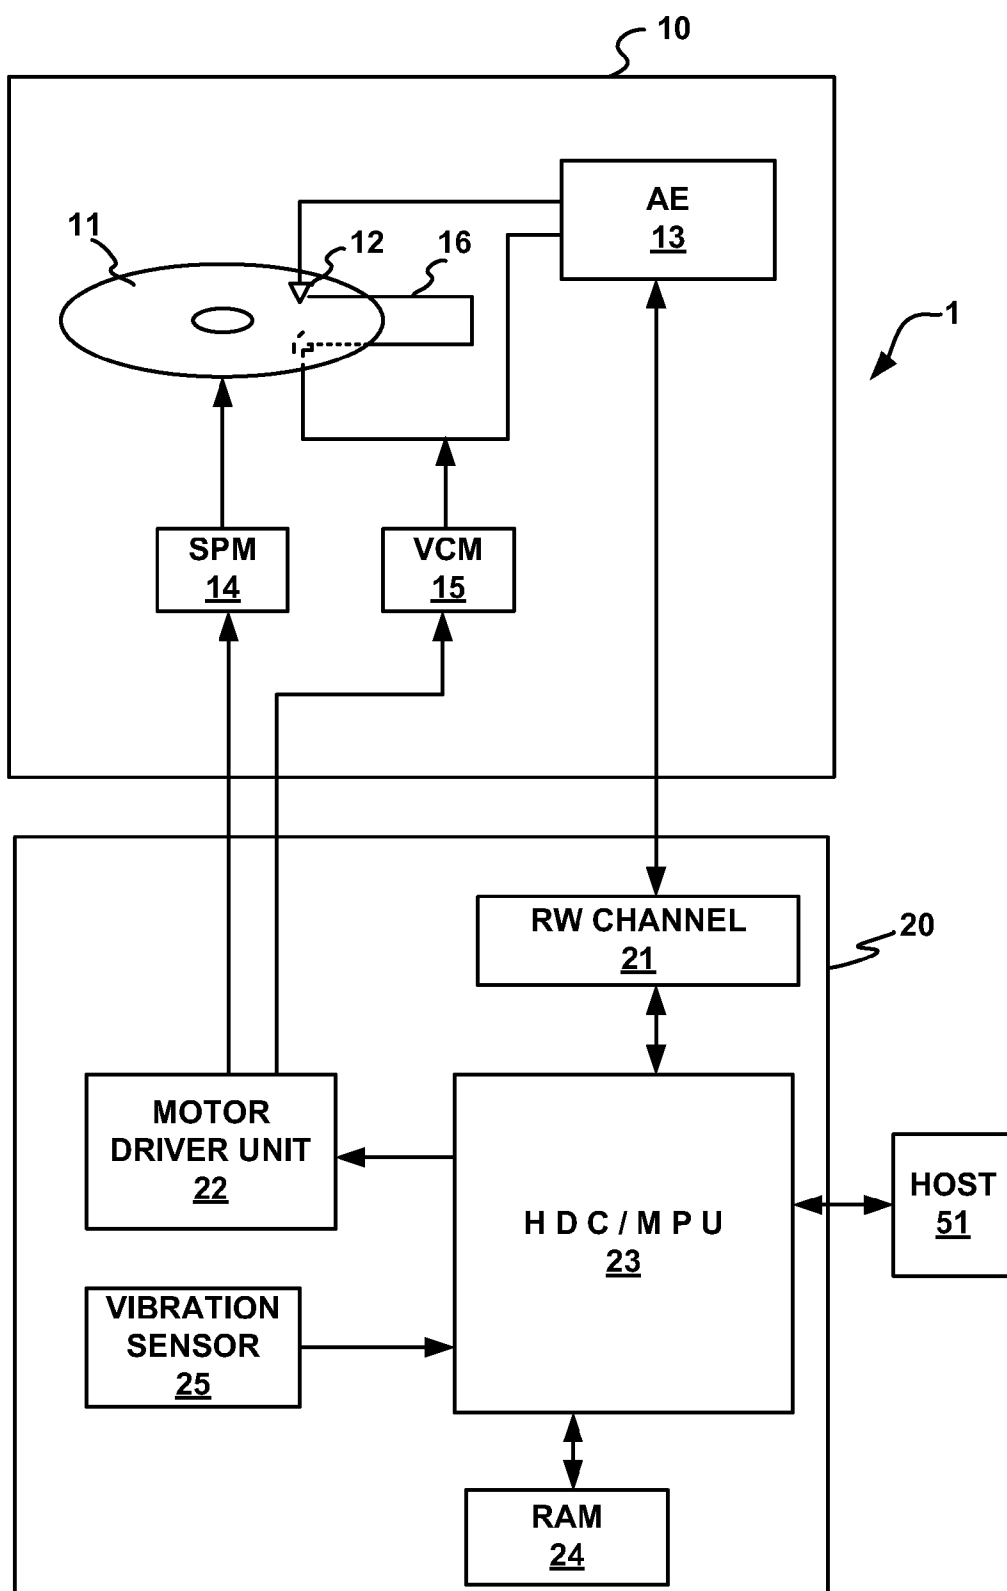 10
AE
13
11
12
16
1
SPM
14
VCM
15
RW CHANNEL
21
20
MOTOR
DRIVER UNIT
22
H D C / M P U
23
HOST
51
VIBRATION
SENSOR
25
RAM
24